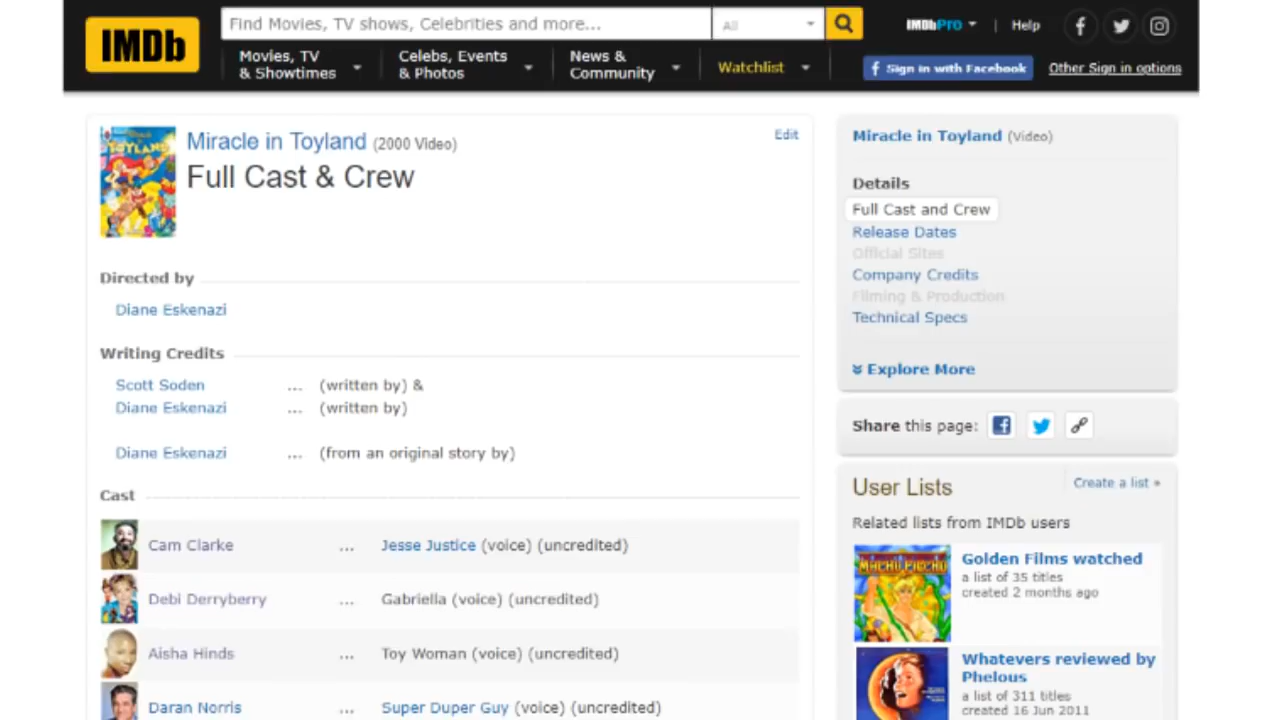 IMDb
Find Movies, TV shows, Celebrities and more...
All
IMDbPRO
|
Help
Movies, TV
& Showtimes
Celebs, Events
& Photos
News &
Community
Watchlist
f Sign in with Facebook
Other Sign in options
Miracle in Toyland (2000 Video)
Full Cast & Crew
Edit
TOYLAND
Directed by
Diane Eskenazi
Writing Credits
Scott Soden ... (written by) &
Diane Eskenazi ... (written by)
Diane Eskenazi ... (from an original story by)
Cast
Cam Clarke ... Jesse Justice (voice) (uncredited)
Debi Derryberry ... Gabriella (voice) (uncredited)
Aisha Hinds ... Toy Woman (voice) (uncredited)
Daran Norris ... Super Duper Guy (voice) (uncredited)
Miracle in Toyland (Video)
Details
Full Cast and Crew
Release Dates
Official Sites
Company Credits
Filming & Production
Technical Specs
Explore More
Share this page:
User Lists
Create a list »
Related lists from IMDb users
MACHU PICCHU
Golden Films watched
a list of 35 titles
created 2 months ago
Whatevers reviewed by
Phelous
a list of 311 titles
created 16 Jun 2011